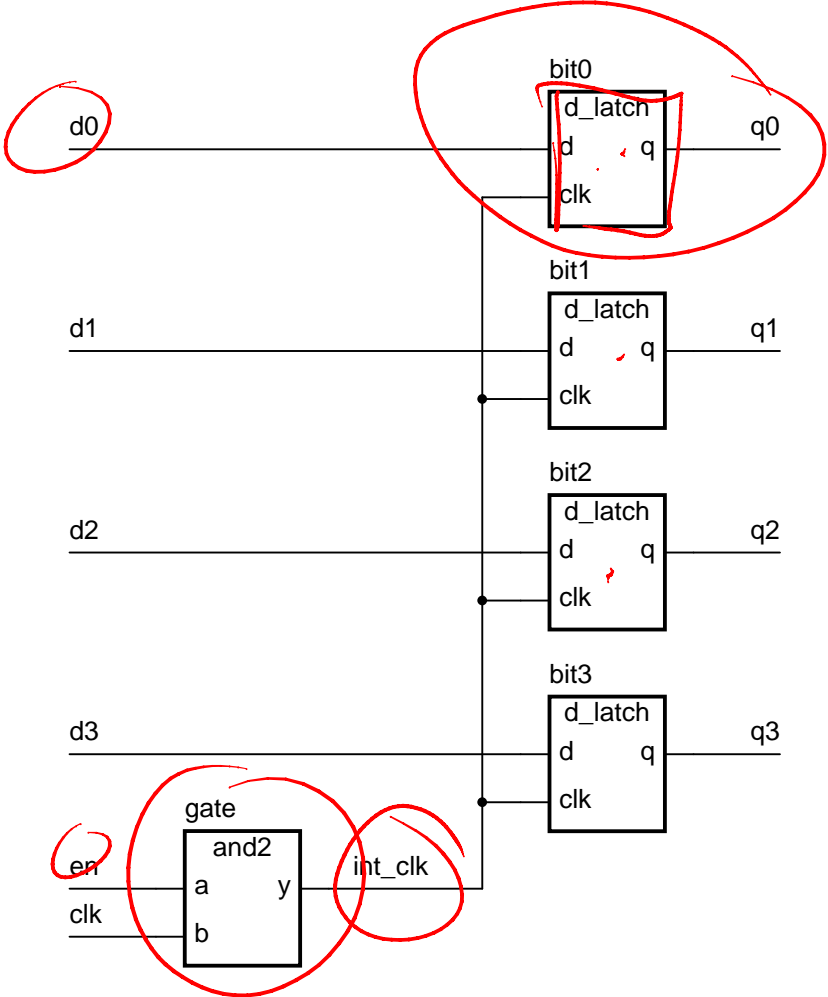 bit0
d_latch
d0 d q q0
clk
bit1
d_latch
d1 d q q1
clk
bit2
d_latch
d2 d q q2
clk
bit3
d_latch
d3 d q q3
clk
gate
and2
en a y int_clk
clk b